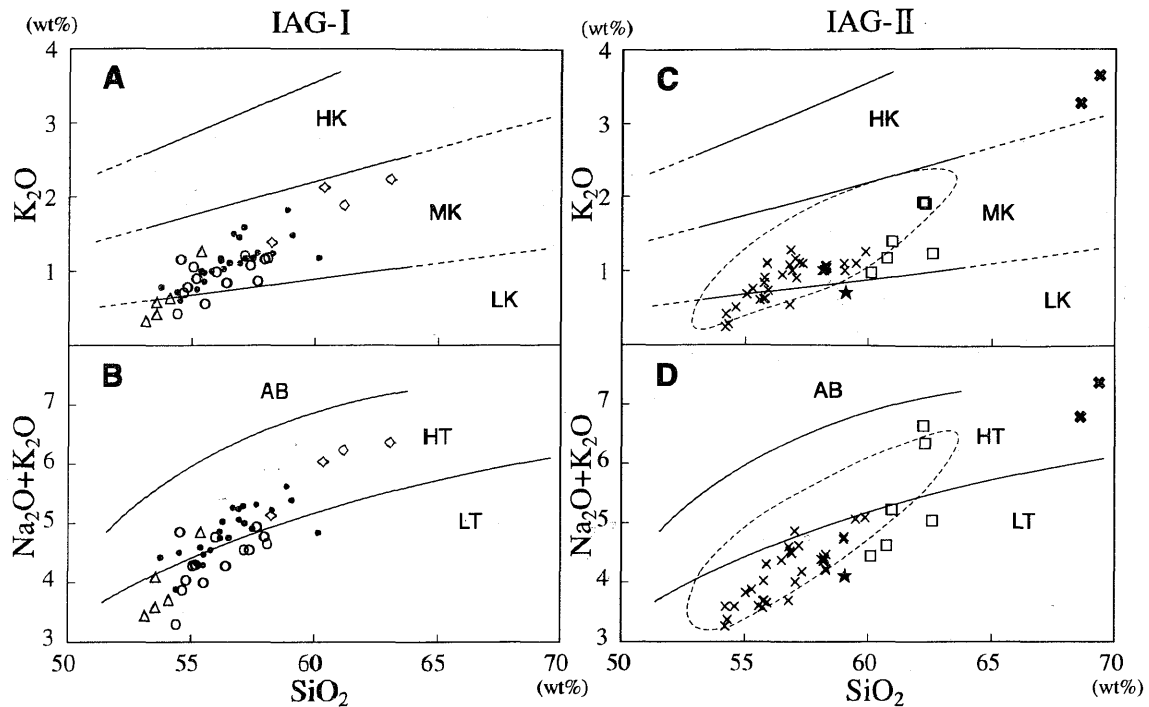 IAG-I
IAG-II
(wt%)
(wt%)
A
C
4
3
2
1
K₂O
HK
MK
LK
4
3
2
1
K₂O
HK
MK
LK
B
D
7
6
5
4
3
Na₂O+K₂O
AB
HT
LT
7
6
5
4
3
Na₂O+K₂O
AB
HT
LT
50 55 60 65 70
SiO₂ (wt%)
50 55 60 65 70
SiO₂ (wt%)